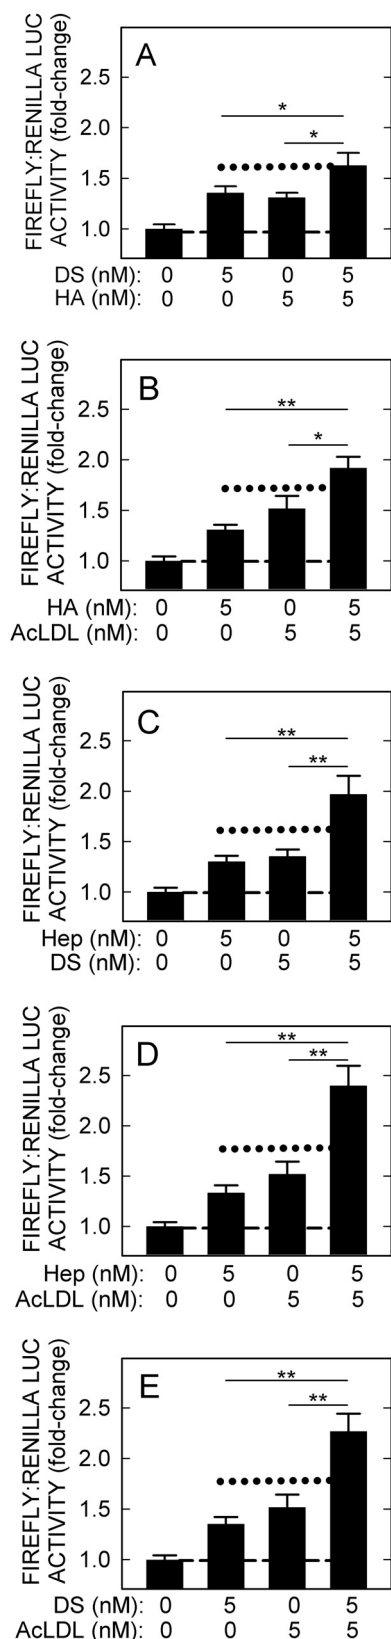 FIREFLY:RENILLA LUC
ACTIVITY (fold-change)
A
2.5
2.0
1.5
1.0
*
*
DS (nM): 0 5 0 5
HA (nM): 0 0 5 5
FIREFLY:RENILLA LUC
ACTIVITY (fold-change)
B
2.5
2.0
1.5
1.0
**
*
HA (nM): 0 5 0 5
AcLDL (nM): 0 0 5 5
FIREFLY:RENILLA LUC
ACTIVITY (fold-change)
C
2.5
2.0
1.5
1.0
**
**
Hep (nM): 0 5 0 5
DS (nM): 0 0 5 5
FIREFLY:RENILLA LUC
ACTIVITY (fold-change)
D
2.5
2.0
1.5
1.0
**
**
Hep (nM): 0 5 0 5
AcLDL (nM): 0 0 5 5
FIREFLY:RENILLA LUC
ACTIVITY (fold-change)
E
2.5
2.0
1.5
1.0
**
**
DS (nM): 0 5 0 5
AcLDL (nM): 0 0 5 5